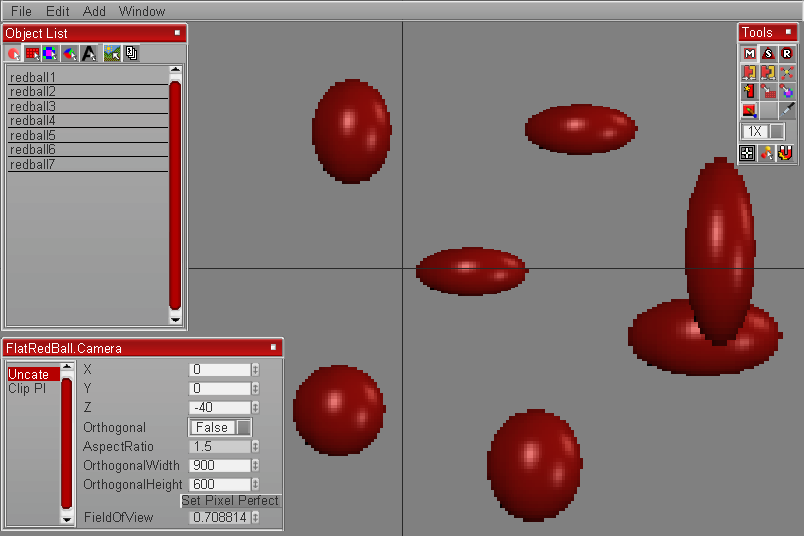 File Edit Add Window
Object List
A
redball1
redball2
redball3
redball4
redball5
redball6
redball7
Tools
M S R
1X
FlatRedBall.Camera
Uncate
Clip Pl
X 0
Y 0
Z -40
Orthogonal False
AspectRatio 1.5
OrthogonalWidth 900
OrthogonalHeight 600
Set Pixel Perfect
FieldOfView 0.708814